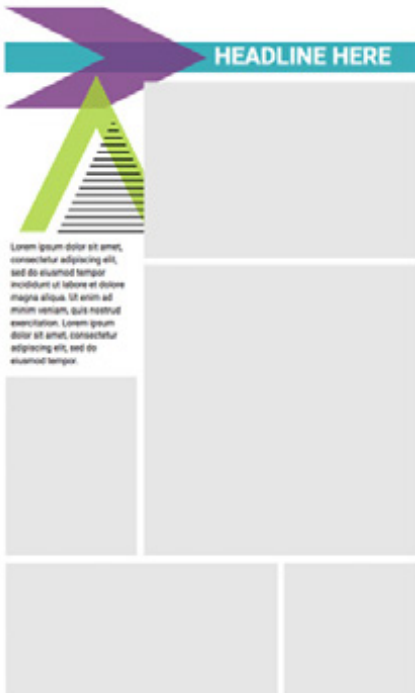 HEADLINE HERE
Lorem ipsum dolor sit amet,
consectetur adipiscing elit,
sed do eiusmod tempor
incididunt ut labore et dolore
magna aliqua. Ut enim ad
minim veniam, quis nostrud
exercitation. Lorem ipsum
dolor sit amet, consectetur
adipiscing elit, sed do
eiusmod tempor.